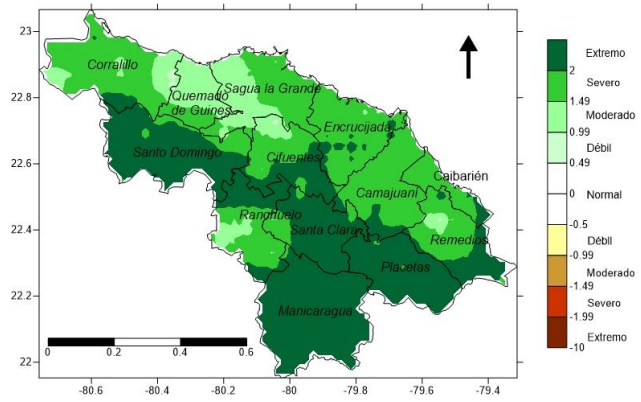 23
22.8
22.6
22.4
22.2
22
Corralillo
Quemado
de Guines
Sagua la Grande
Encrucijada
Santo Domingo
Cifuentes
Caibarién
Camajuani
Ranchuelo
Santa Clara
Remedios
Placetas
Manicaragua
0
0.2
0.4
0.6
-80.6
-80.4
-80.2
-80
-79.8
-79.6
-79.4
Extremo
2
Severo
1.49
Moderado
0.99
Débil
0.49
0
Normal
-0.5
Débil
-0.99
Moderado
-1.49
Severo
-1.99
Extremo
-10